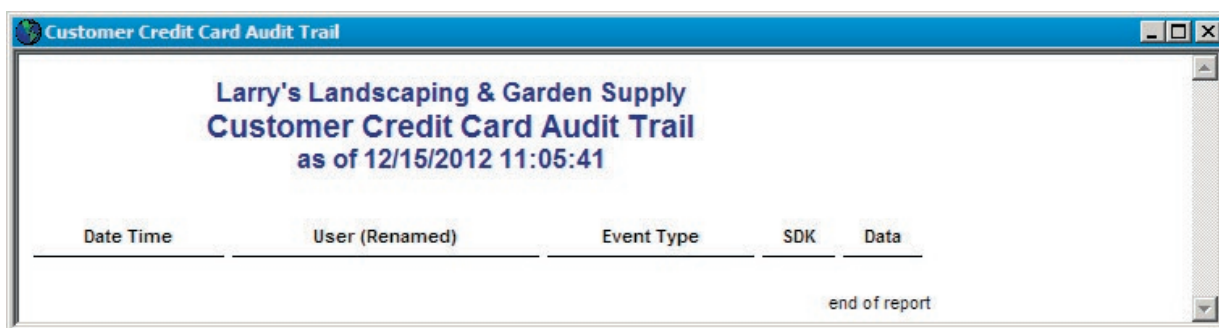 Customer Credit Card Audit Trail
Larry's Landscaping & Garden Supply
Customer Credit Card Audit Trail
as of 12/15/2012 11:05:41
Date Time User (Renamed) Event Type SDK Data
end of report